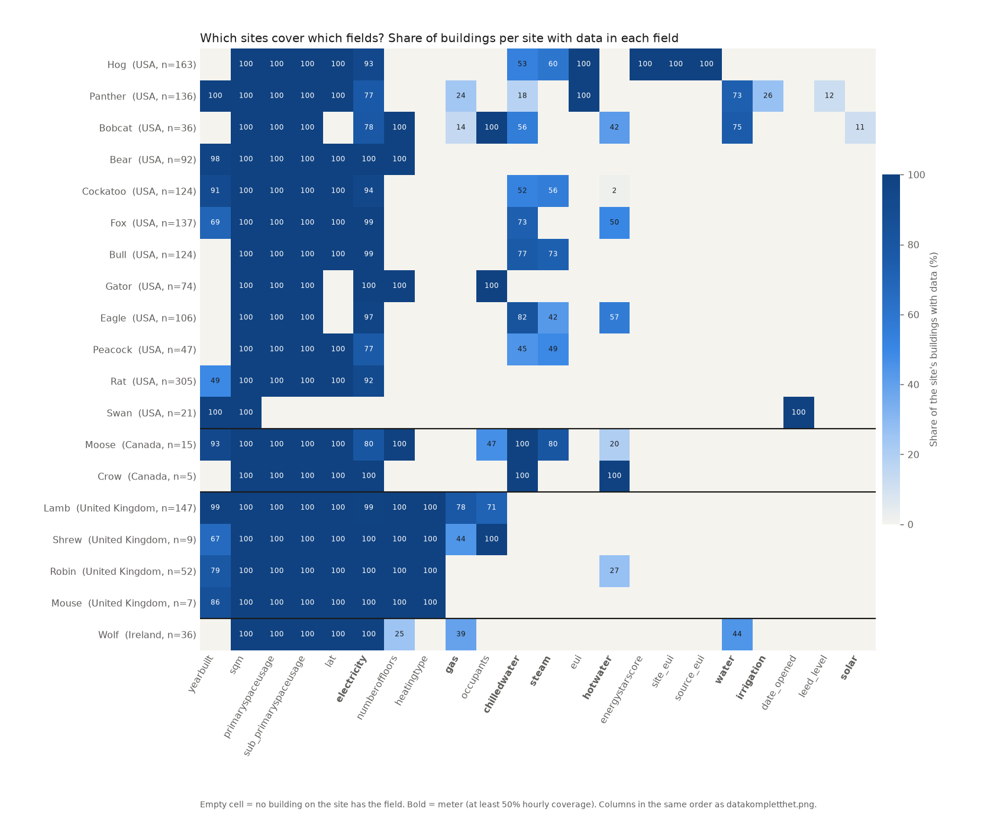 Which sites cover which fields? Share of buildings per site with data in each field
Hog (USA, n=163) 100 100 100 100 93 53 60 100 100 100 100
Panther (USA, n=136) 100 100 100 100 100 77 24 18 100 73 26 12
Bobcat (USA, n=36) 100 100 100 78 100 14 100 56 42 75 11
Bear (USA, n=92) 98 100 100 100 100 100 100
Cockatoo (USA, n=124) 91 100 100 100 100 94 52 56 2
Fox (USA, n=137) 69 100 100 100 100 99 73 50
Bull (USA, n=124) 100 100 100 100 99 77 73
Gator (USA, n=74) 100 100 100 100 100 100
Eagle (USA, n=106) 100 100 100 97 82 42 57
Peacock (USA, n=47) 100 100 100 100 77 45 49
Rat (USA, n=305) 49 100 100 100 100 92
Swan (USA, n=21) 100 100 100
Moose (Canada, n=15) 93 100 100 100 100 80 100 47 100 80 20
Crow (Canada, n=5) 100 100 100 100 100 100 100
Lamb (United Kingdom, n=147) 99 100 100 100 100 99 100 100 78 71
Shrew (United Kingdom, n=9) 67 100 100 100 100 100 100 100 44 100
Robin (United Kingdom, n=52) 79 100 100 100 100 100 100 100 27
Mouse (United Kingdom, n=7) 86 100 100 100 100 100 100 100
Wolf (Ireland, n=36) 100 100 100 100 100 25 39 44
yearbuilt
sqm
primaryspaceusage
sub_primaryspaceusage
lat
electricity
numberoffloors
heatingtype
gas
occupants
chilledwater
steam
eui
hotwater
energystarscore
site_eui
source_eui
water
irrigation
date_opened
leed_level
solar
100
80
60
40
20
0
Share of the site's buildings with data (%)
Empty cell = no building on the site has the field. Bold = meter (at least 50% hourly coverage). Columns in the same order as datakompletthet.png.